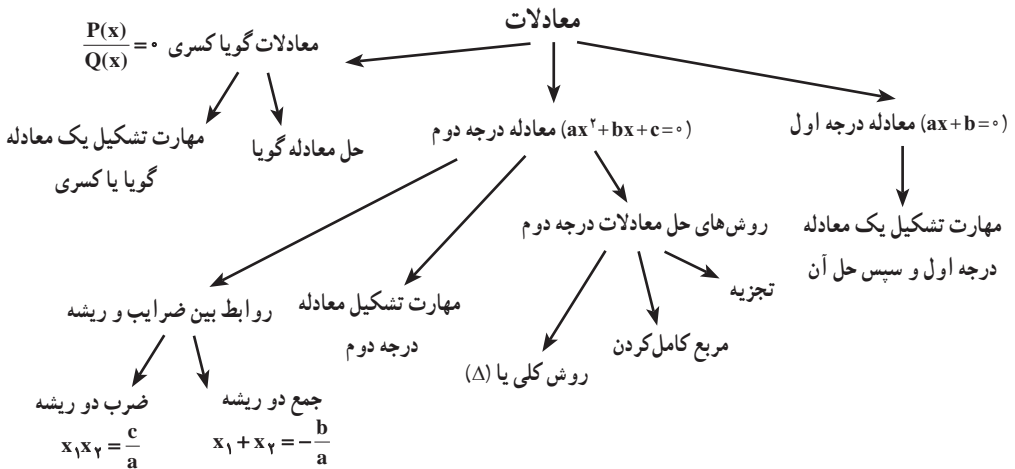 معادلات
معادلات گویا کسری P(x)/Q(x) = ۰
معادله درجه دوم (ax۲+bx+c=۰)
معادله درجه اول (ax+b=۰)
مهارت تشکیل یک معادله
گویا یا کسری
حل معادله گویا
روش‌های حل معادلات درجه دوم
مهارت تشکیل یک معادله
درجه اول و سپس حل آن
تجزیه
مربع کامل کردن
روش کلی یا (Δ)
مهارت تشکیل معادله
درجه دوم
روابط بین ضرایب و ریشه
جمع دو ریشه
x۱+x۲=−b/a
ضرب دو ریشه
x۱x۲=c/a